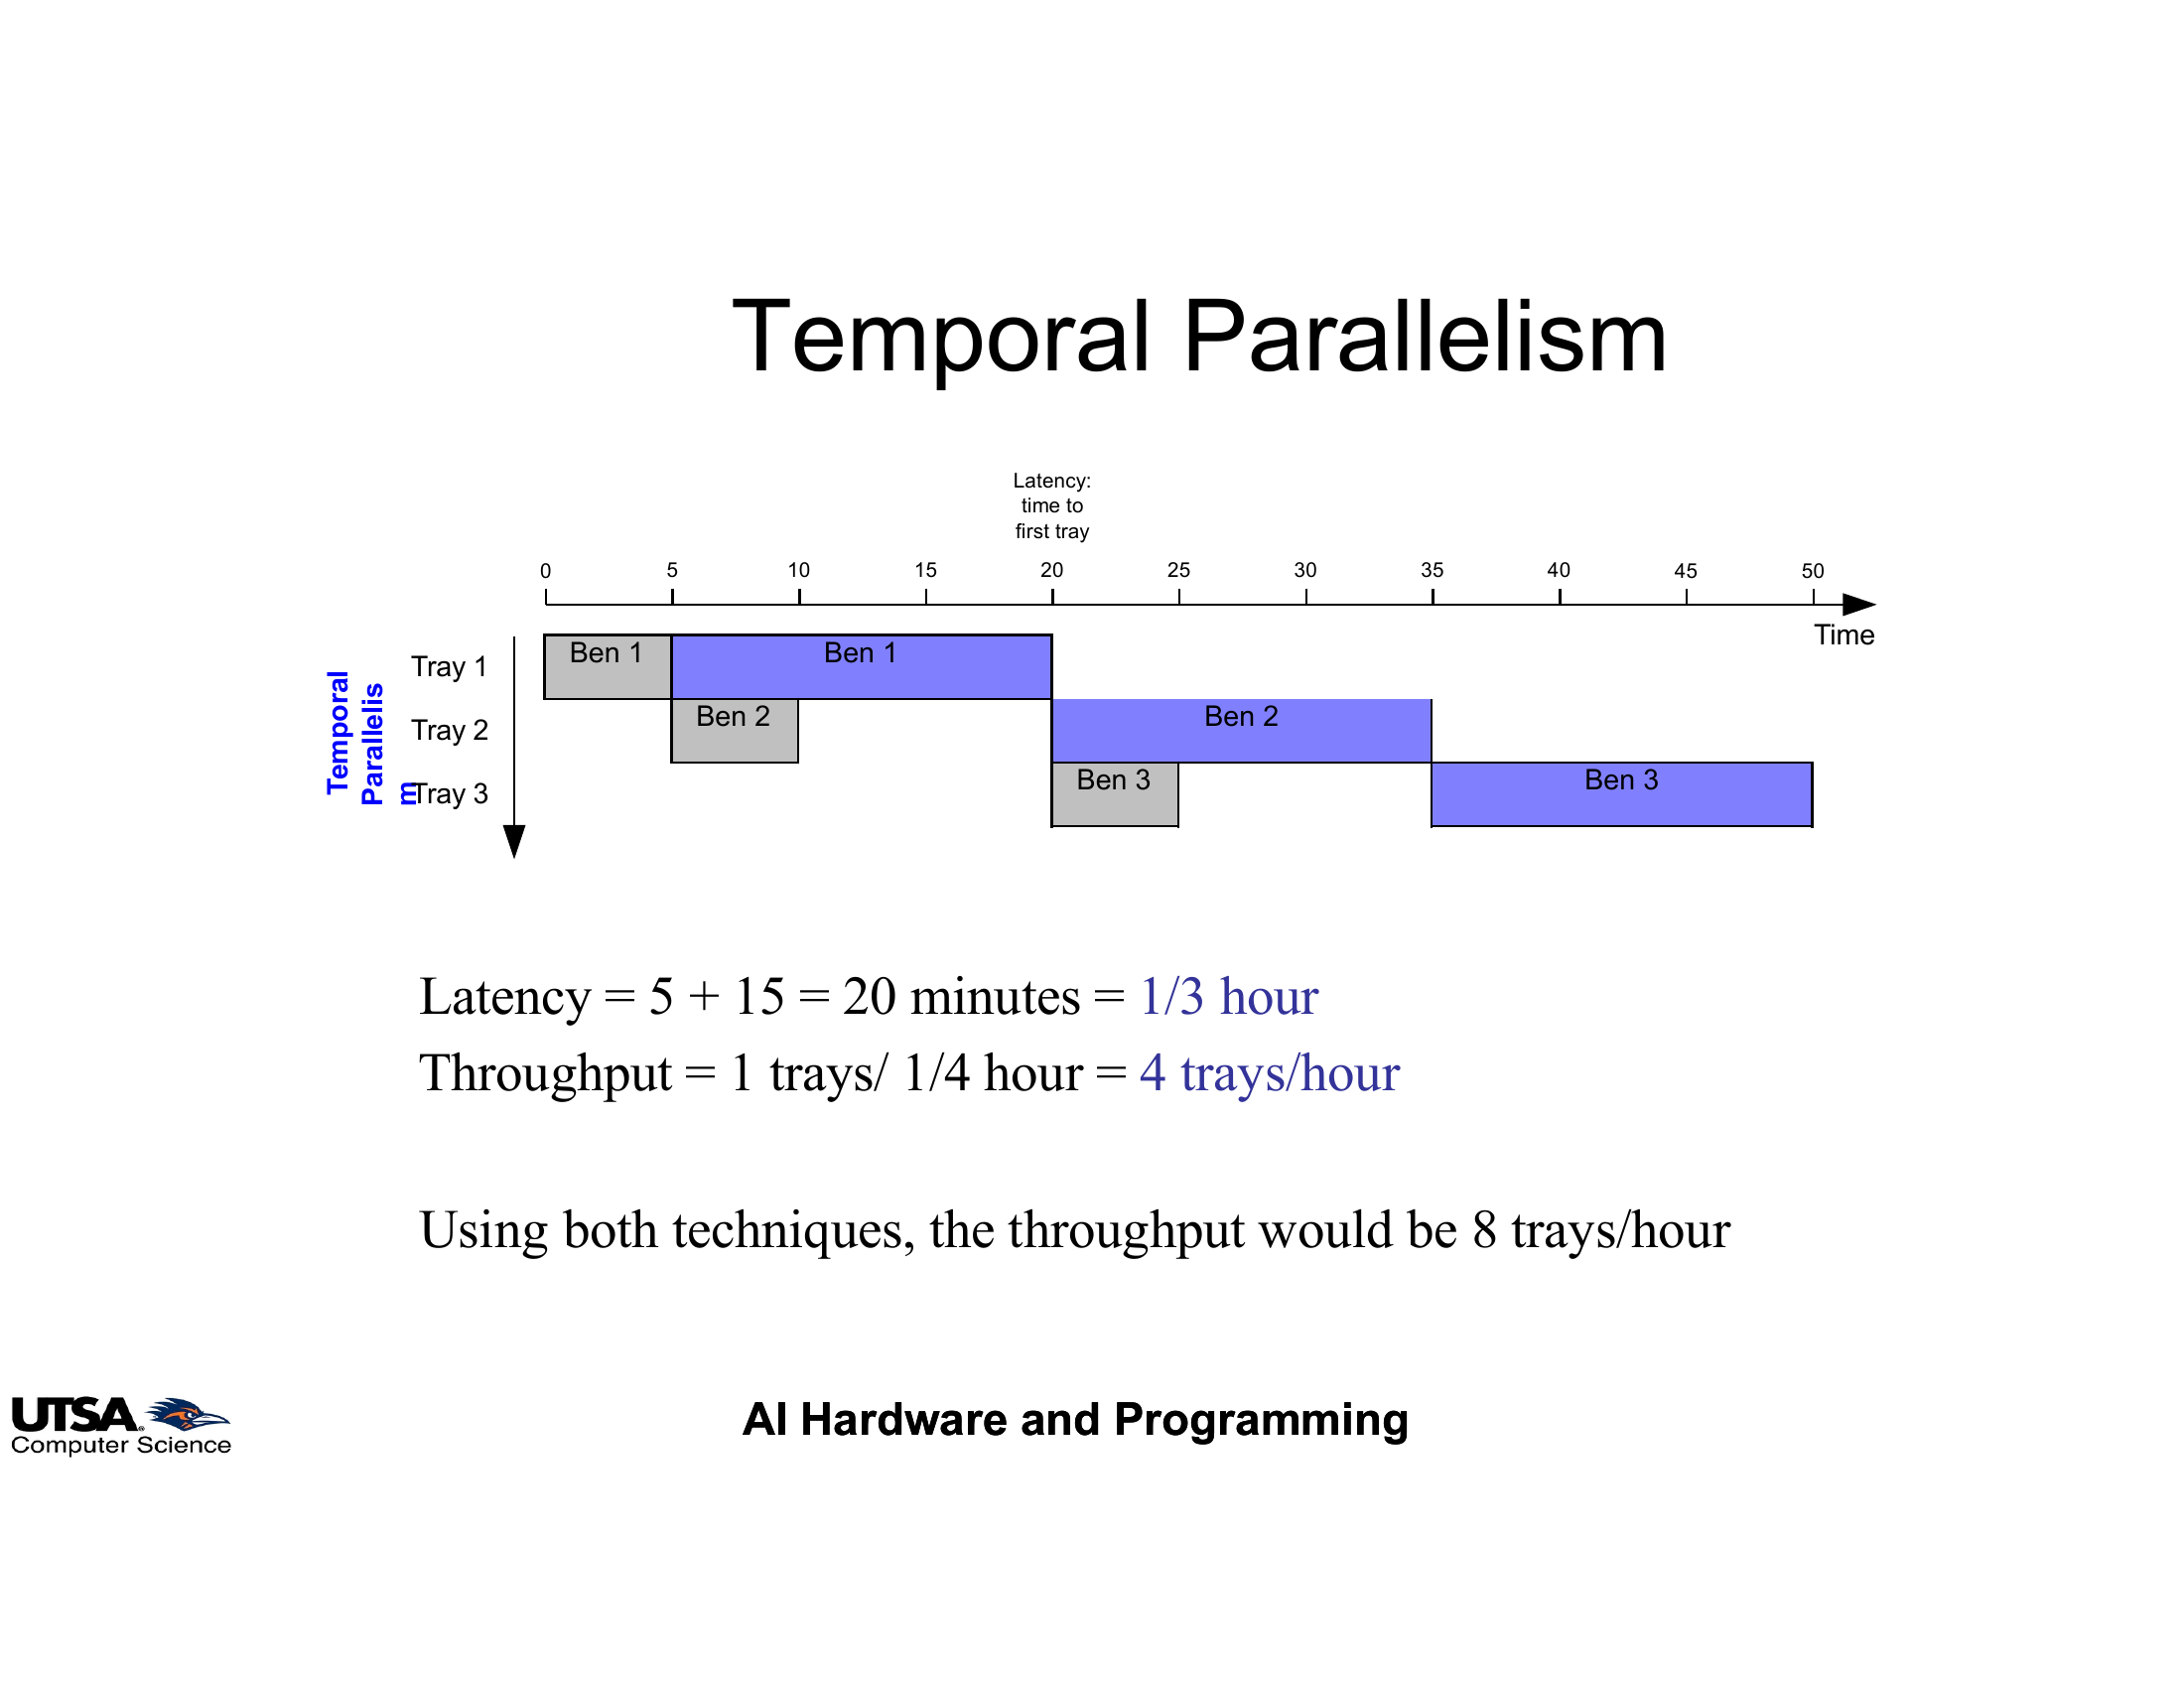 Temporal Parallelism
Latency:
time to
first tray
0 5 10 15 20 25 30 35 40 45 50
Time
Temporal
Parallelis
m
Tray 1
Ben 1 Ben 1
Tray 2
Ben 2 Ben 2
Tray 3
Ben 3 Ben 3
Latency = 5 + 15 = 20 minutes = 1/3 hour
Throughput = 1 trays/ 1/4 hour = 4 trays/hour
Using both techniques, the throughput would be 8 trays/hour
UTSA®
Computer Science
AI Hardware and Programming